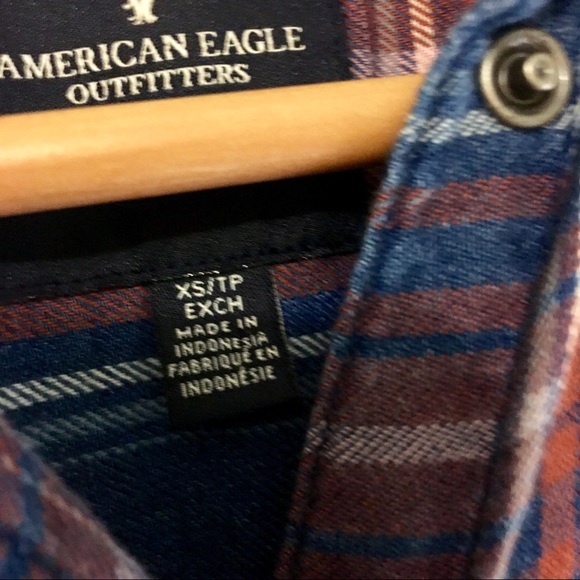 AMERICAN EAGLE
OUTFITTERS
XS/TP
EXCH
MADE IN
INDONESIA
FABRIQUÉ EN
INDONÉSIE